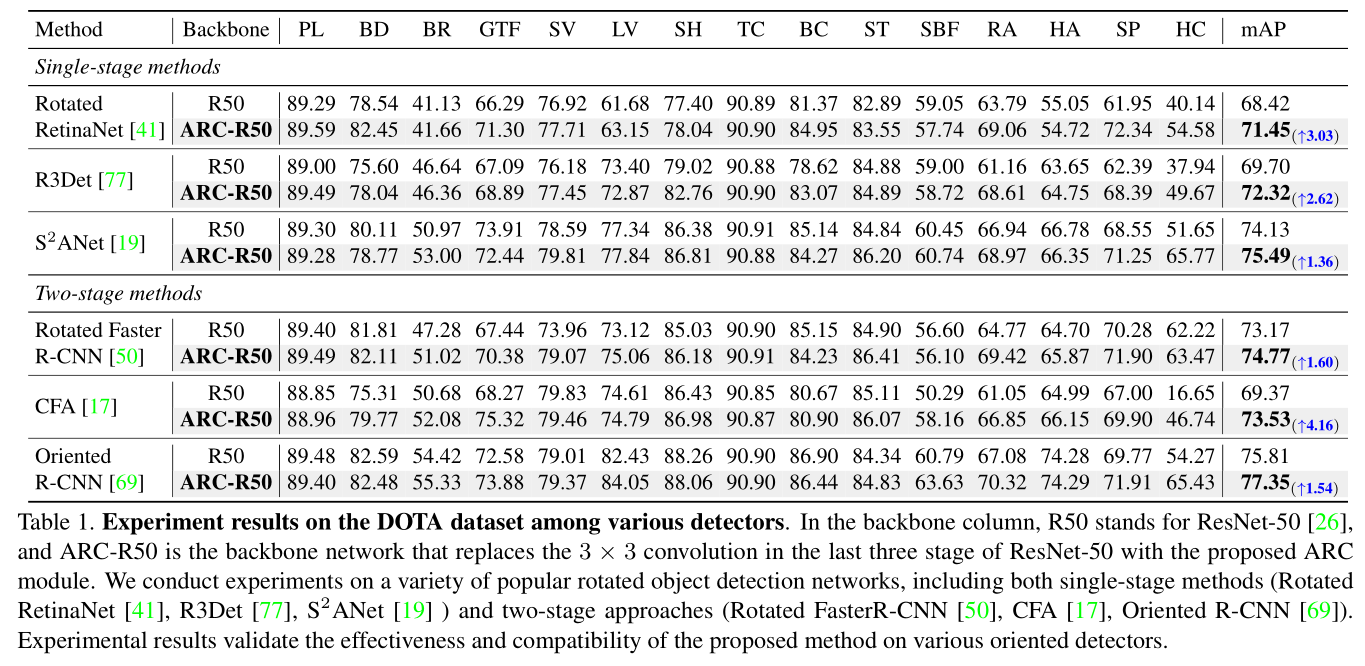 Method Backbone PL BD BR GTF SV LV SH TC BC ST SBF RA HA SP HC mAP
Single-stage methods
Rotated R50 89.29 78.54 41.13 66.29 76.92 61.68 77.40 90.89 81.37 82.89 59.05 63.79 55.05 61.95 40.14 68.42
RetinaNet [41] ARC-R50 89.59 82.45 41.66 71.30 77.71 63.15 78.04 90.90 84.95 83.55 57.74 69.06 54.72 72.34 54.58 71.45(↑3.03)
R3Det [77]
R50 89.00 75.60 46.64 67.09 76.18 73.40 79.02 90.90 78.62 84.88 59.00 61.16 63.65 62.39 37.94 69.70
ARC-R50 89.49 78.04 46.36 68.89 77.45 72.87 82.76 90.90 83.07 84.89 58.72 68.61 64.75 68.39 49.67 72.32(↑2.62)
S²ANet [19]
R50 89.30 80.11 50.97 73.91 78.59 77.34 86.38 90.91 85.14 84.84 60.45 66.94 66.78 68.55 51.65 74.13
ARC-R50 89.28 78.77 53.00 72.44 79.81 77.84 86.81 90.88 84.27 86.20 60.74 68.97 66.35 71.25 65.77 75.49(↑1.36)
Two-stage methods
Rotated Faster R50 89.40 81.81 47.28 67.44 73.96 73.12 85.03 90.90 85.15 84.90 56.60 64.77 64.70 70.28 62.22 73.17
R-CNN [50] ARC-R50 89.49 82.11 51.02 70.38 79.07 75.06 86.18 90.91 84.23 86.41 56.10 69.42 65.87 71.90 63.47 74.77(↑1.60)
CFA [17]
R50 88.85 75.31 50.68 68.27 79.83 74.61 86.43 90.85 80.67 85.11 50.29 61.05 64.99 67.00 16.65 69.37
ARC-R50 88.96 79.77 52.08 75.32 79.46 74.79 86.98 90.87 80.90 86.07 58.16 66.85 66.15 69.90 46.74 73.53(↑4.16)
Oriented R50 89.48 82.59 54.42 72.58 79.01 82.43 88.26 90.90 86.90 84.34 60.79 67.08 74.28 69.77 54.27 75.81
R-CNN [69] ARC-R50 89.40 82.48 55.33 73.88 79.37 84.05 88.06 90.90 86.44 84.83 63.63 70.32 74.29 71.91 65.43 77.35(↑1.54)
Table 1. Experiment results on the DOTA dataset among various detectors. In the backbone column, R50 stands for ResNet-50 [26],
and ARC-R50 is the backbone network that replaces the 3 × 3 convolution in the last three stage of ResNet-50 with the proposed ARC
module. We conduct experiments on a variety of popular rotated object detection networks, including both single-stage methods (Rotated
RetinaNet [41], R3Det [77], S²ANet [19] ) and two-stage approaches (Rotated FasterR-CNN [50], CFA [17], Oriented R-CNN [69]).
Experimental results validate the effectiveness and compatibility of the proposed method on various oriented detectors.